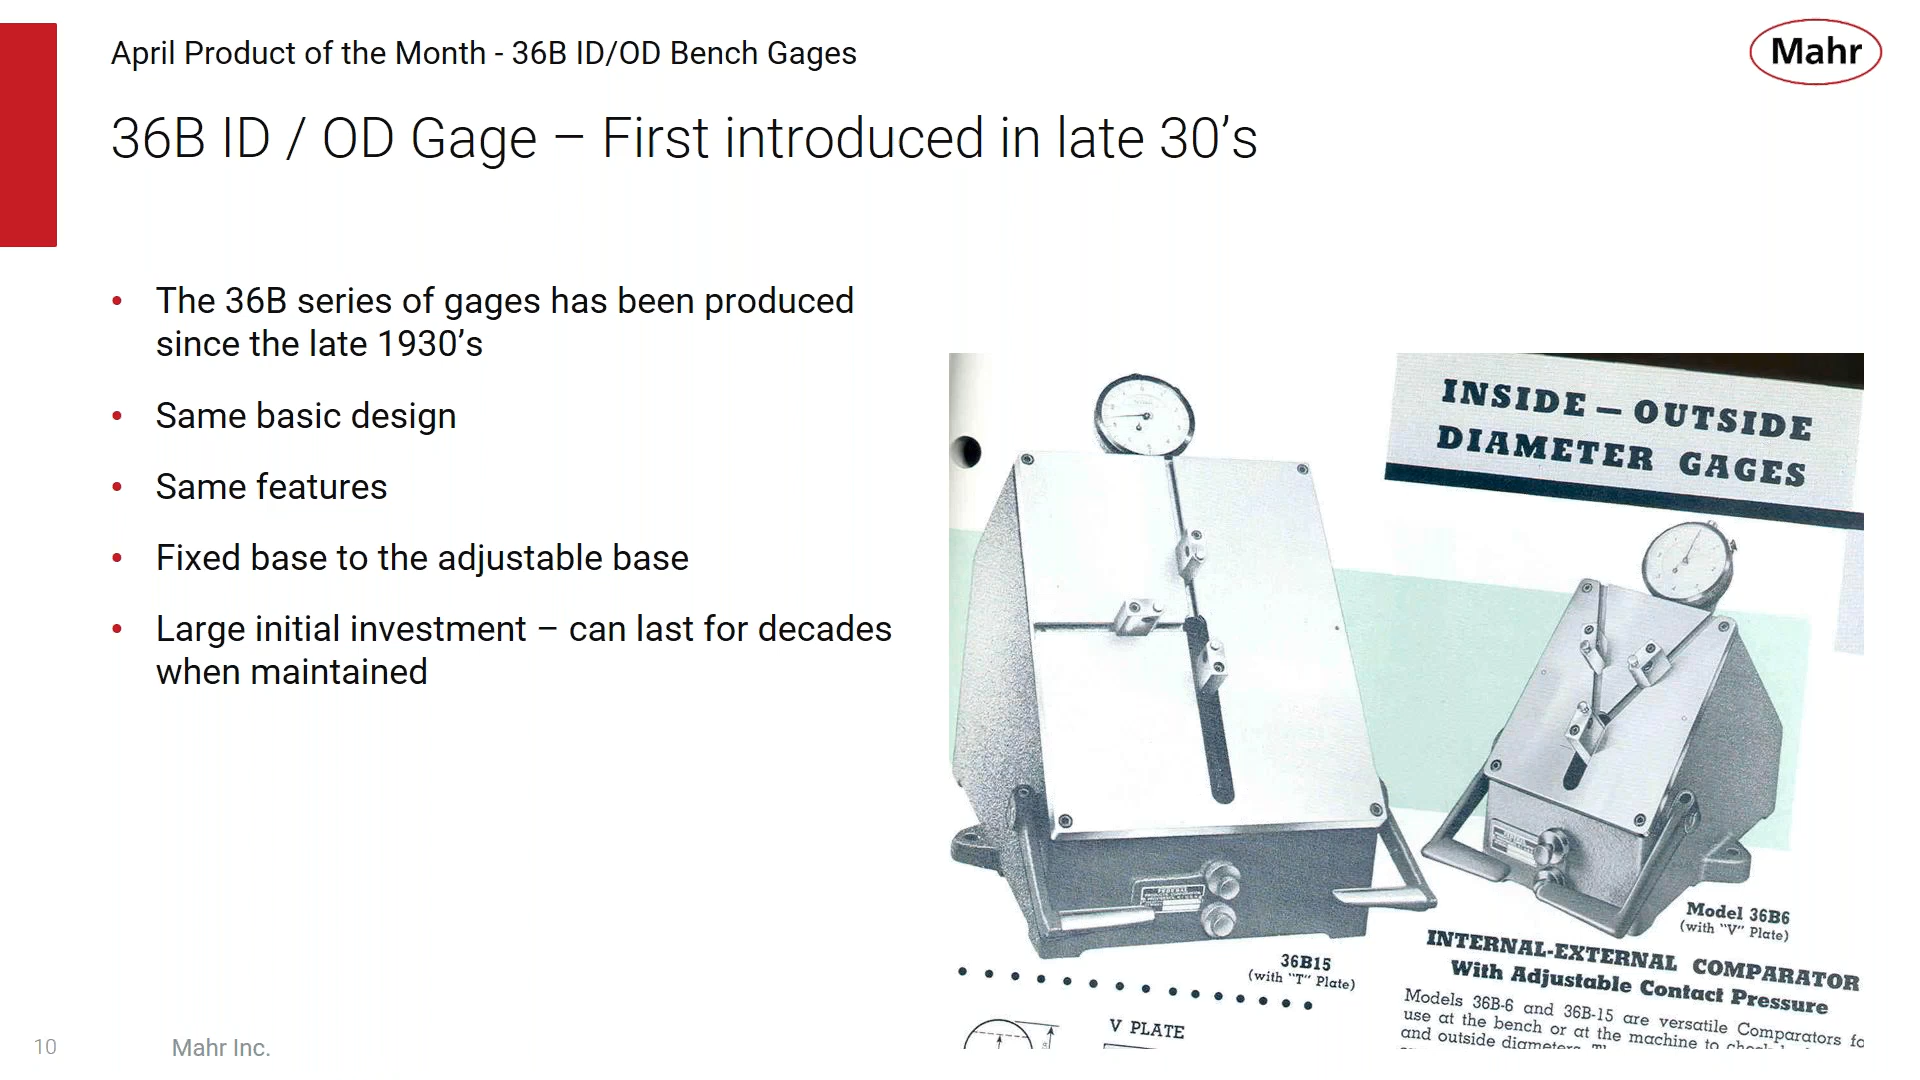 April Product of the Month - 36B ID/OD Bench Gages
Mahr
36B ID / OD Gage – First introduced in late 30’s
• The 36B series of gages has been produced
since the late 1930’s
• Same basic design
• Same features
• Fixed base to the adjustable base
• Large initial investment – can last for decades
when maintained
INSIDE – OUTSIDE
DIAMETER GAGES
FEDERAL
Model 36B6
(with "V" Plate)
36B15
(with "T" Plate)
INTERNAL-EXTERNAL COMPARATOR
With Adjustable Contact Pressure
Models 36B-6 and 36B-15 are versatile Comparators fo
use at the bench or at the machine to
and outside
V PLATE
10
Mahr Inc.